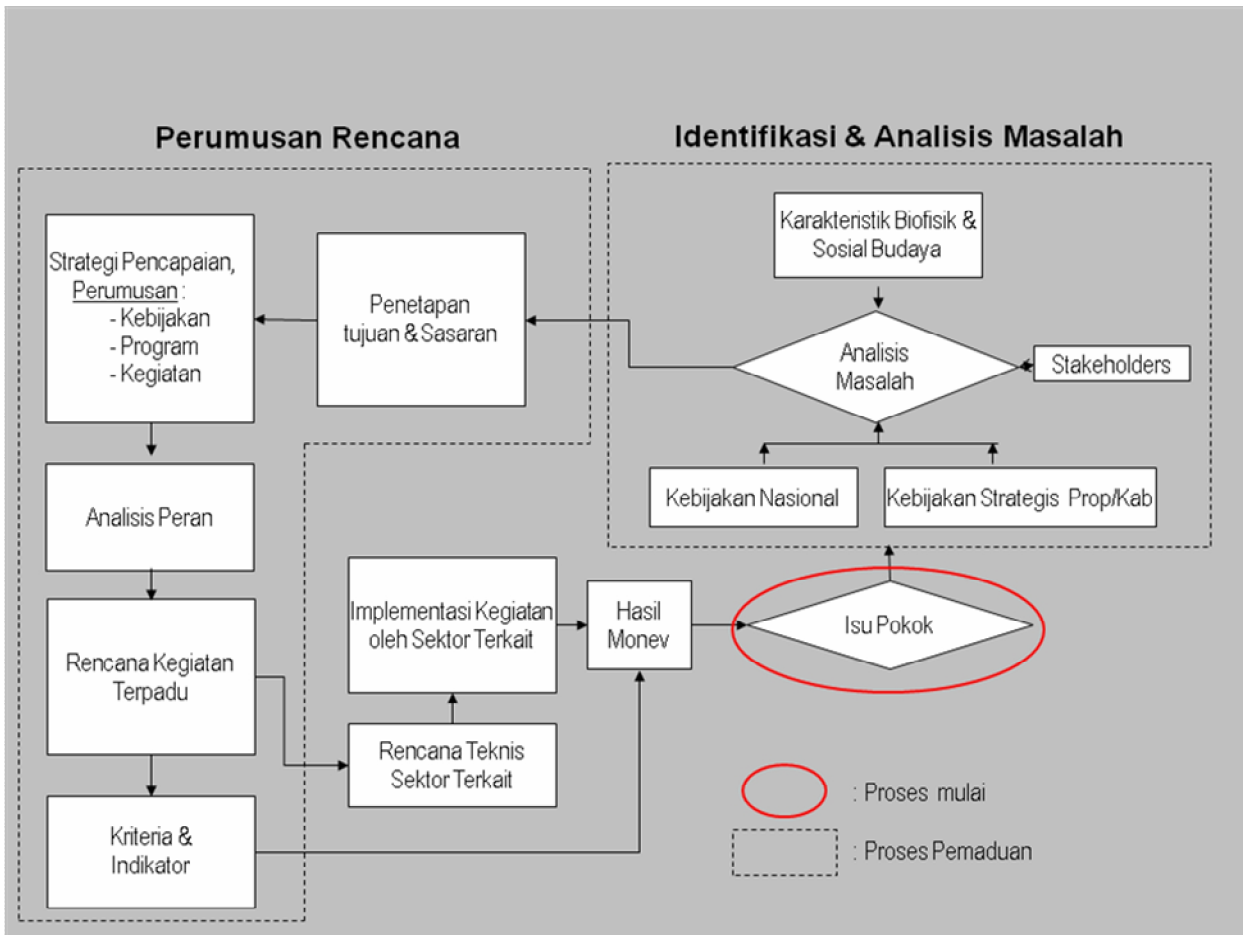 Perumusan Rencana
Strategi Pencapaian,
Perumusan :
- Kebijakan
- Program
- Kegiatan
Penetapan
tujuan & Sasaran
Analisis Peran
Rencana Kegiatan
Terpadu
Kriteria &
Indikator
Identifikasi & Analisis Masalah
Karakteristik Biofisik &
Sosial Budaya
Analisis
Masalah
Stakeholders
Kebijakan Nasional
Kebijakan Strategis Prop/Kab
Implementasi Kegiatan
oleh Sektor Terkait
Hasil
Monev
Isu Pokok
Rencana Teknis
Sektor Terkait
: Proses mulai
: Proses Pemaduan